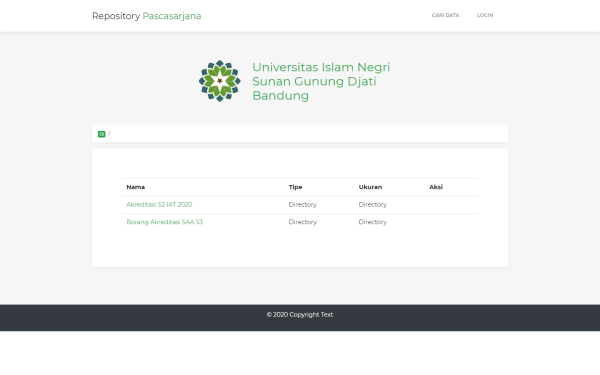 Repository Pascasarjana
CARI DATA
LOGIN
Universitas Islam Negri
Sunan Gunung Djati
Bandung
/
Nama Tipe Ukuran Aksi
Akreditasi S2 IAT 2020 Directory Directory
Borang Akreditasi SAA S3 Directory Directory
© 2020 Copyright Text